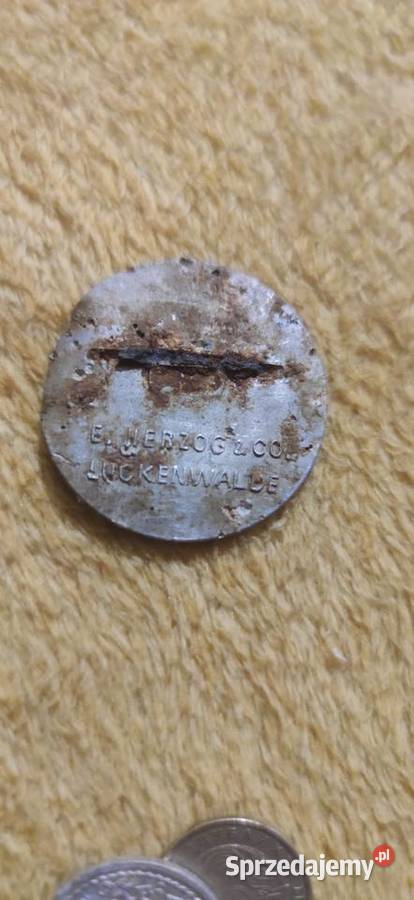 E. HERZOG & CO.
LUCKENWALDE
Sprzedajemy.pl